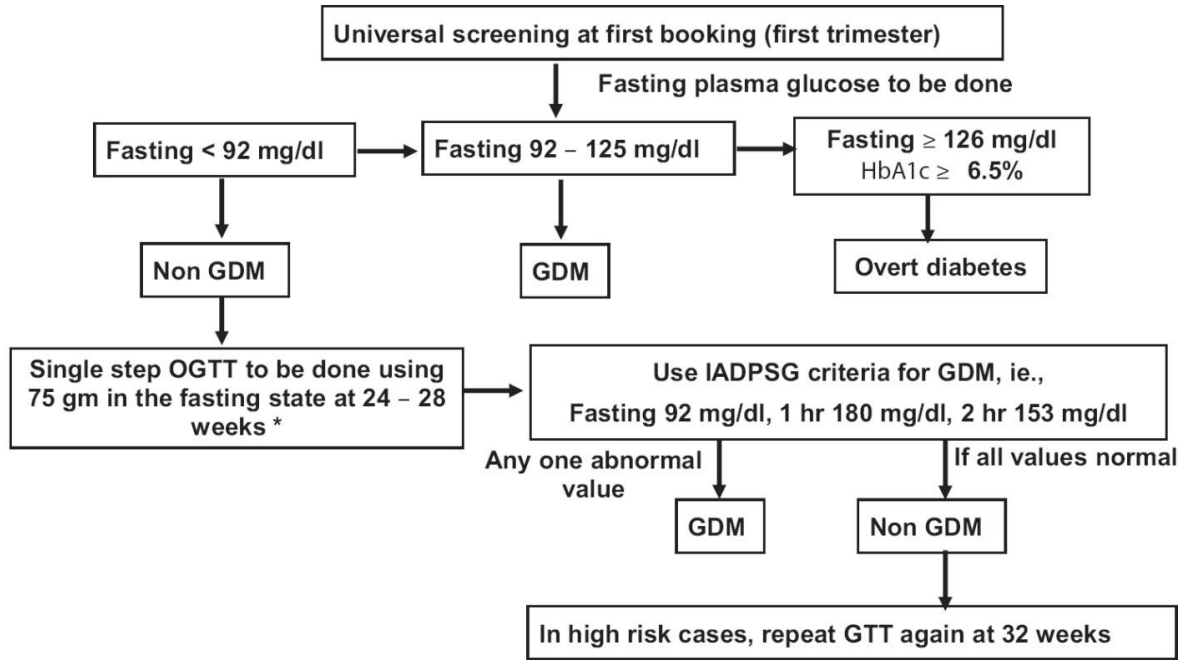 Universal screening at first booking (first trimester)
Fasting plasma glucose to be done
Fasting < 92 mg/dl
Fasting 92 – 125 mg/dl
Fasting ≥ 126 mg/dl
HbA1c ≥ 6.5%
Non GDM
GDM
Overt diabetes
Single step OGTT to be done using
75 gm in the fasting state at 24 – 28
weeks *
Use IADPSG criteria for GDM, ie.,
Fasting 92 mg/dl, 1 hr 180 mg/dl, 2 hr 153 mg/dl
Any one abnormal
value
If all values normal
GDM
Non GDM
In high risk cases, repeat GTT again at 32 weeks